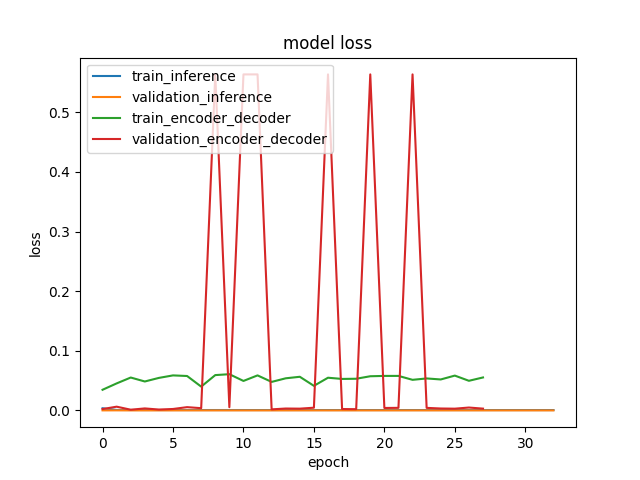 model loss
train_inference
validation_inference
train_encoder_decoder
validation_encoder_decoder
0.5
0.4
0.3
0.2
0.1
0.0
loss
0 5 10 15 20 25 30
epoch